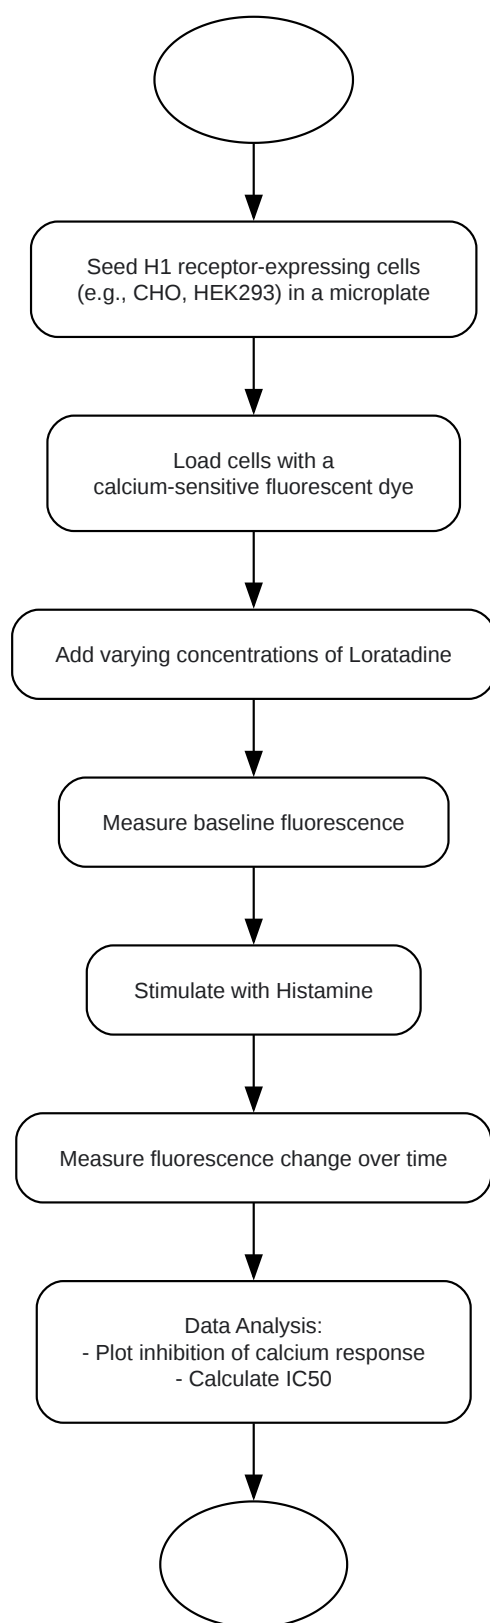 Seed H1 receptor-expressing cells
(e.g., CHO, HEK293) in a microplate
Load cells with a
calcium-sensitive fluorescent dye
Add varying concentrations of Loratadine
Measure baseline fluorescence
Stimulate with Histamine
Measure fluorescence change over time
Data Analysis:
- Plot inhibition of calcium response
- Calculate IC50